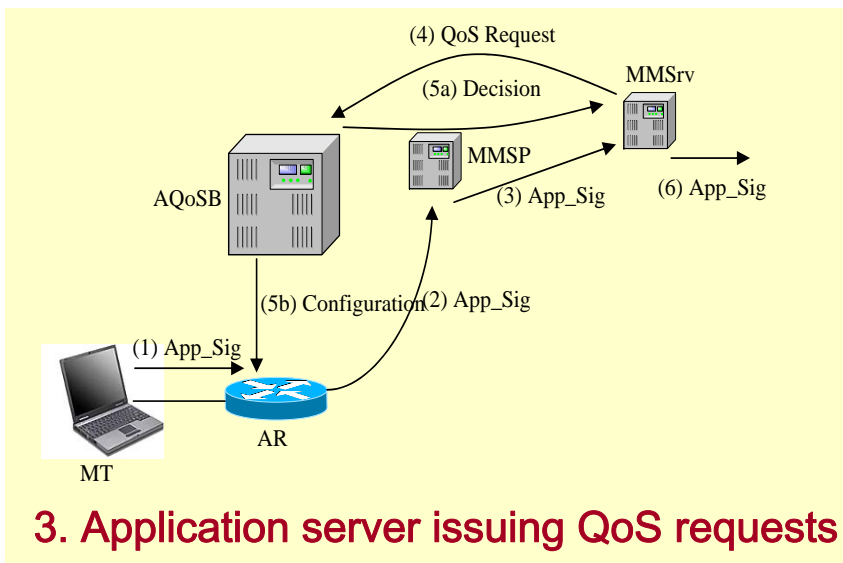 (4) QoS Request
MMSrv
(5a) Decision
MMSP
AQoSB
(3) App_Sig
(6) App_Sig
(5b) Configuration
(2) App_Sig
(1) App_Sig
AR
MT
3. Application server issuing QoS requests